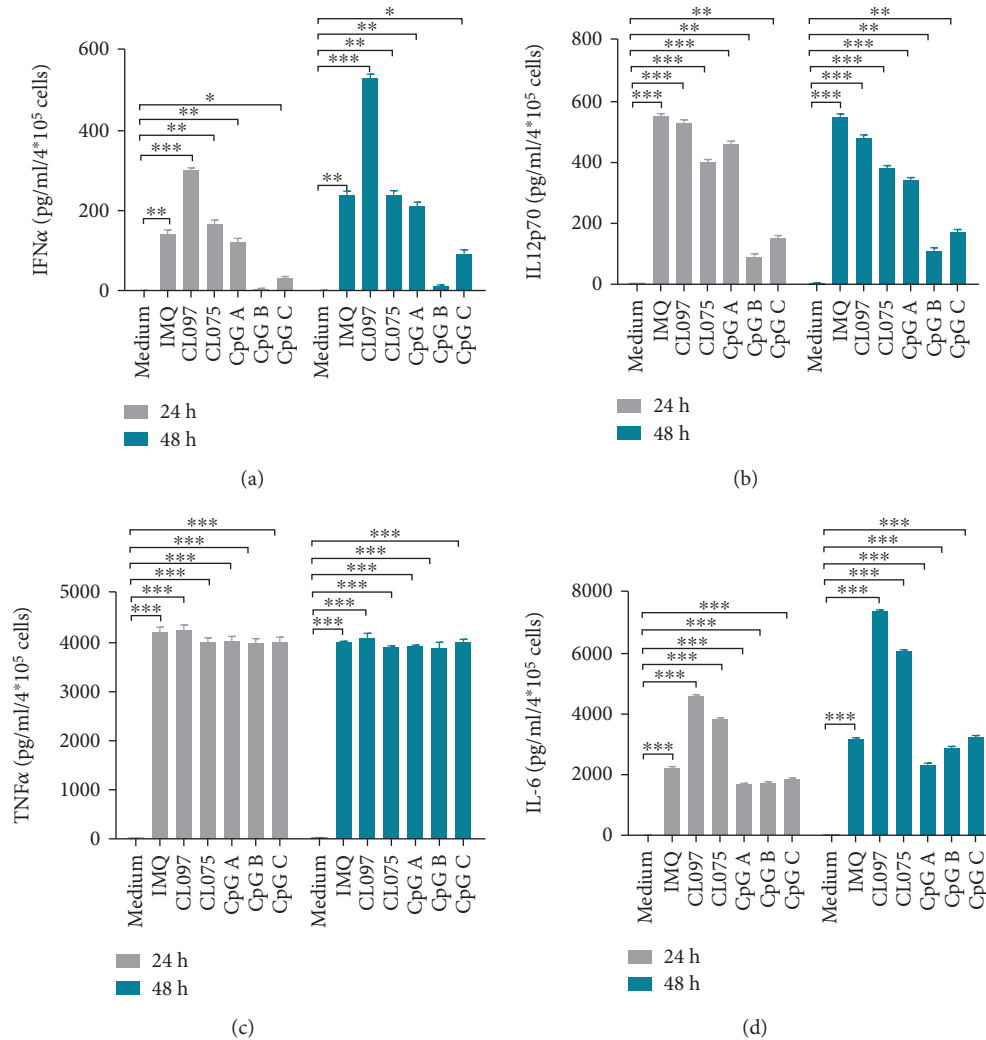 *
**
**
***
**
*
**
**
***
**
IFNα (pg/ml/4*10⁵ cells)
600
400
200
0
Medium
IMQ
CL097
CL075
CpG A
CpG B
CpG C
Medium
IMQ
CL097
CL075
CpG A
CpG B
CpG C
24 h
48 h
(a)
**
**
***
***
***
***
**
**
***
***
***
***
IL12p70 (pg/ml/4*10⁵ cells)
800
600
400
200
0
Medium
IMQ
CL097
CL075
CpG A
CpG B
CpG C
Medium
IMQ
CL097
CL075
CpG A
CpG B
CpG C
24 h
48 h
(b)
***
***
***
***
***
***
***
***
***
***
***
***
TNFα (pg/ml/4*10⁵ cells)
5000
4000
3000
2000
1000
0
Medium
IMQ
CL097
CL075
CpG A
CpG B
CpG C
Medium
IMQ
CL097
CL075
CpG A
CpG B
CpG C
24 h
48 h
(c)
***
***
***
***
***
***
***
***
***
***
***
***
IL-6 (pg/ml/4*10⁵ cells)
8000
6000
4000
2000
0
Medium
IMQ
CL097
CL075
CpG A
CpG B
CpG C
Medium
IMQ
CL097
CL075
CpG A
CpG B
CpG C
24 h
48 h
(d)